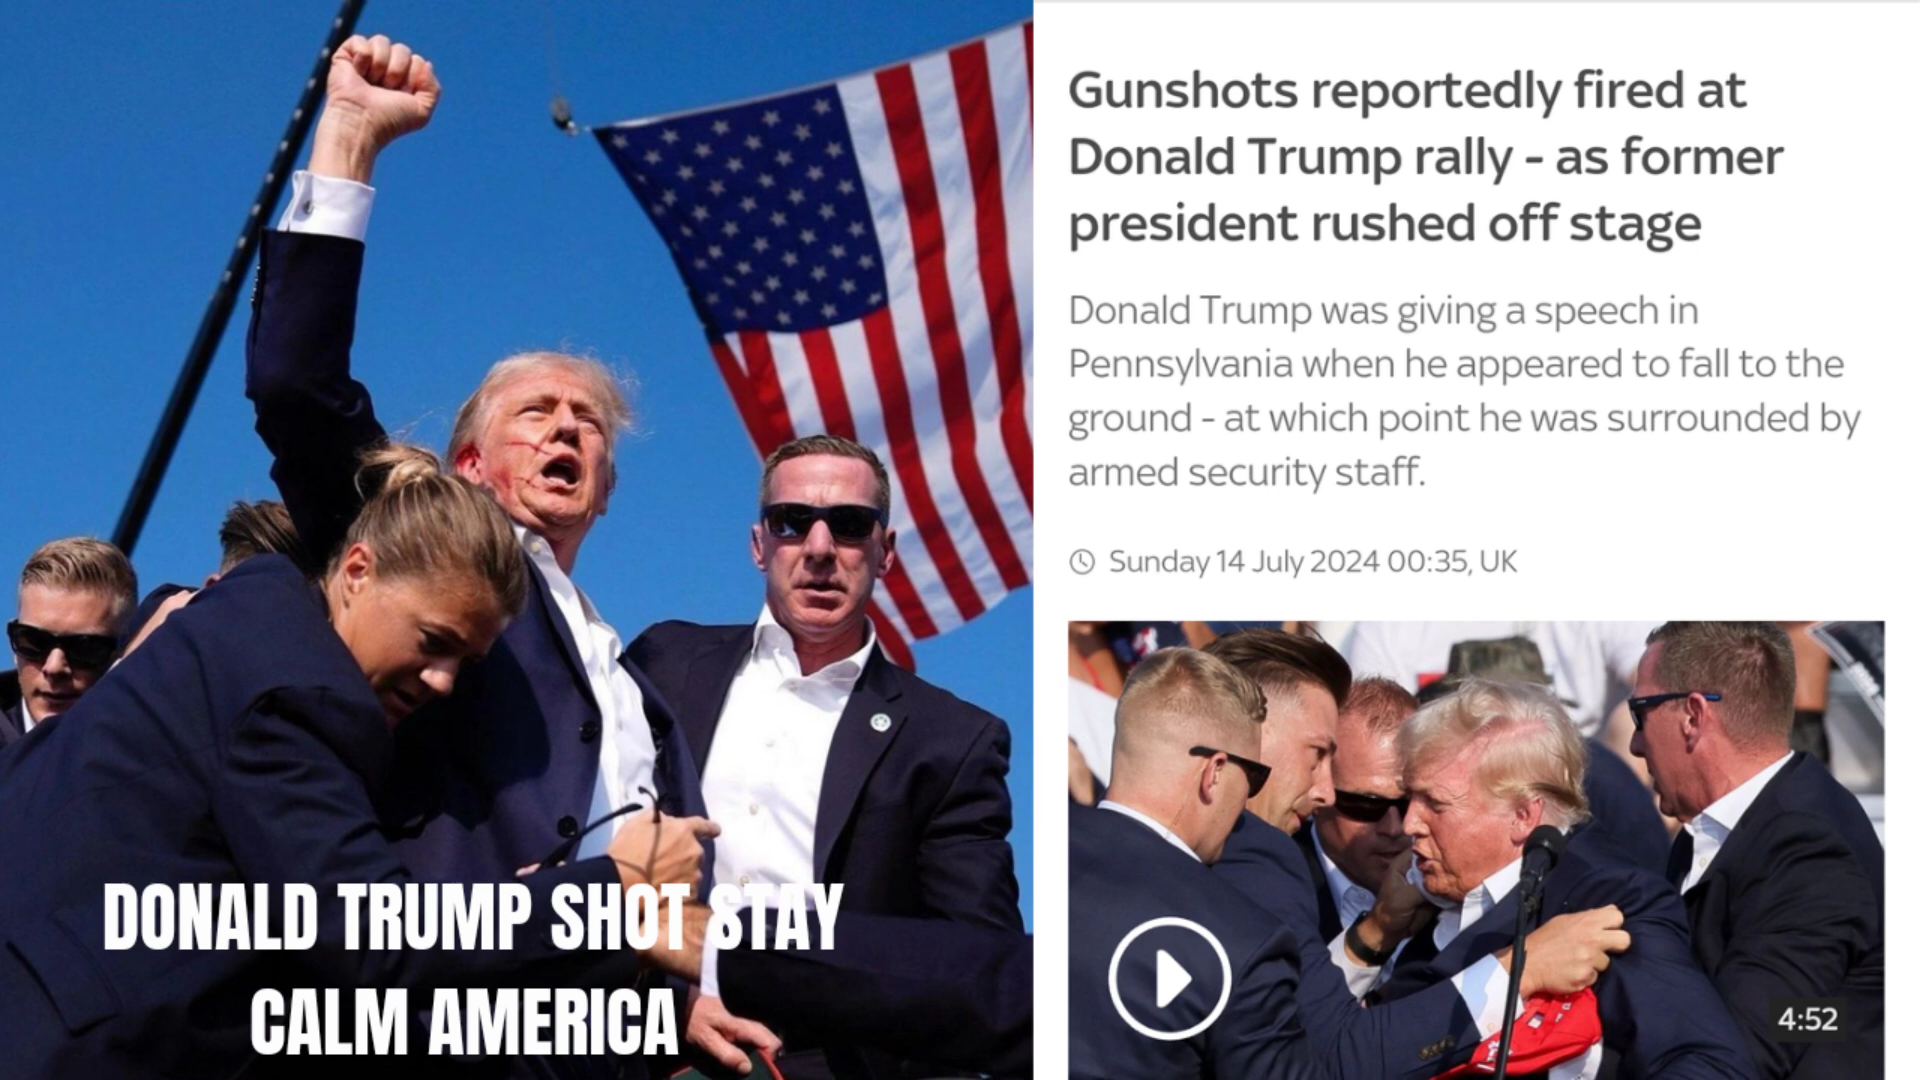 DONALD TRUMP SHOT STAY
CALM AMERICA
Gunshots reportedly fired at
Donald Trump rally - as former
president rushed off stage
Donald Trump was giving a speech in
Pennsylvania when he appeared to fall to the
ground - at which point he was surrounded by
armed security staff.
Sunday 14 July 2024 00:35, UK
4:52